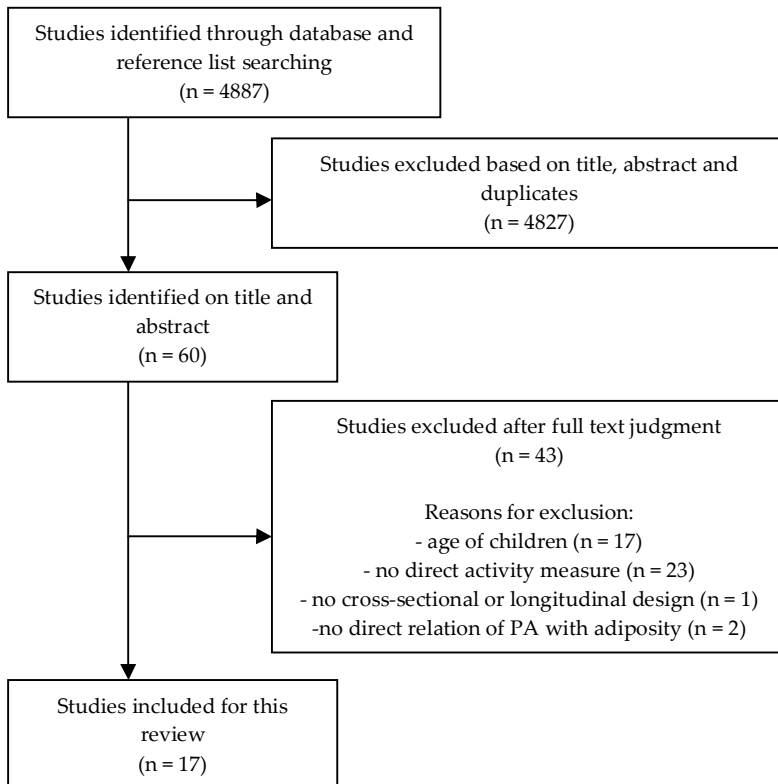 Studies identified through database and
reference list searching
(n = 4887)
Studies excluded based on title, abstract and
duplicates
(n = 4827)
Studies identified on title and
abstract
(n = 60)
Studies excluded after full text judgment
(n = 43)
Reasons for exclusion:
- age of children (n = 17)
- no direct activity measure (n = 23)
- no cross-sectional or longitudinal design (n = 1)
-no direct relation of PA with adiposity (n = 2)
Studies included for this
review
(n = 17)